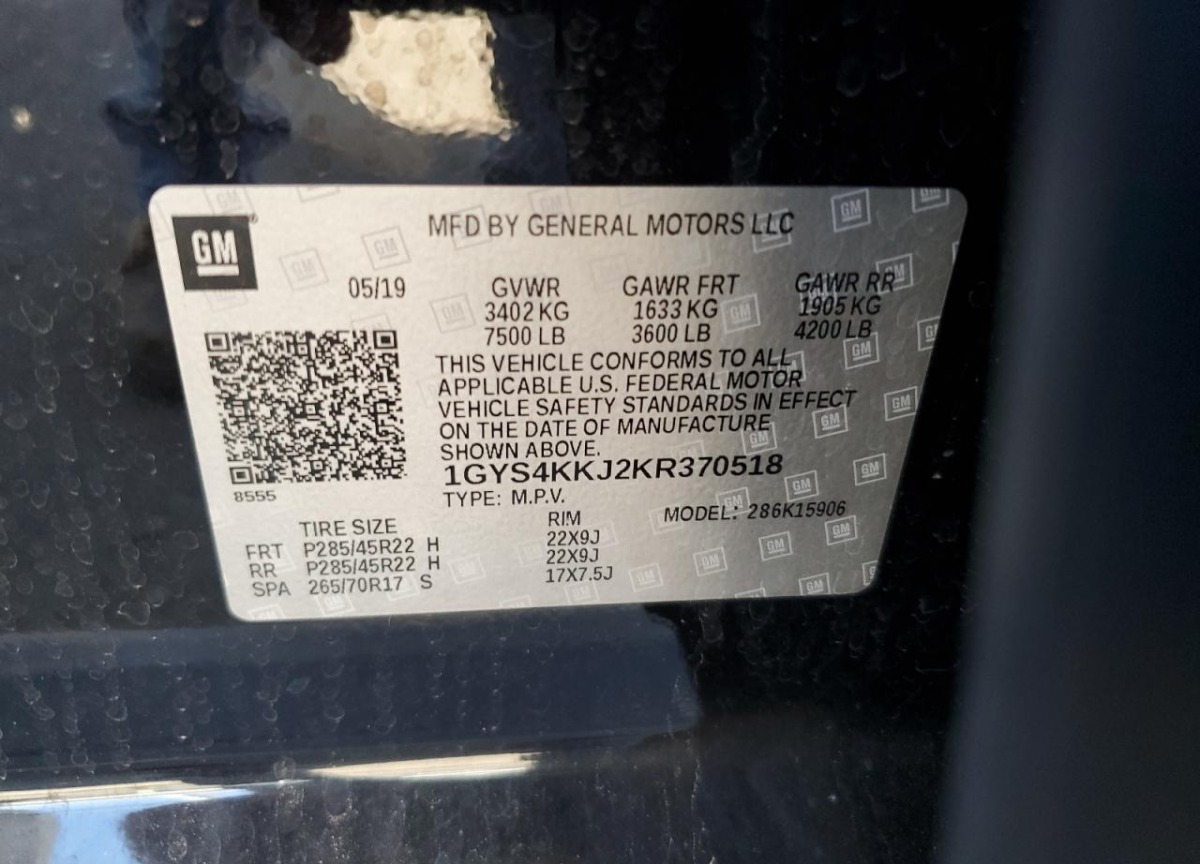 GM
MFD BY GENERAL MOTORS LLC
05/19 GVWR GAWR FRT GAWR RR
3402 KG 1633 KG 1905 KG
7500 LB 3600 LB 4200 LB
THIS VEHICLE CONFORMS TO ALL
APPLICABLE U.S. FEDERAL MOTOR
VEHICLE SAFETY STANDARDS IN EFFECT
ON THE DATE OF MANUFACTURE
SHOWN ABOVE.
1GYS4KKJ2KR370518
8555
TYPE: M.P.V.
MODEL: 286K15906
TIRE SIZE RIM
FRT P285/45R22 H 22X9J
RR P285/45R22 H 22X9J
SPA 265/70R17 S 17X7.5J